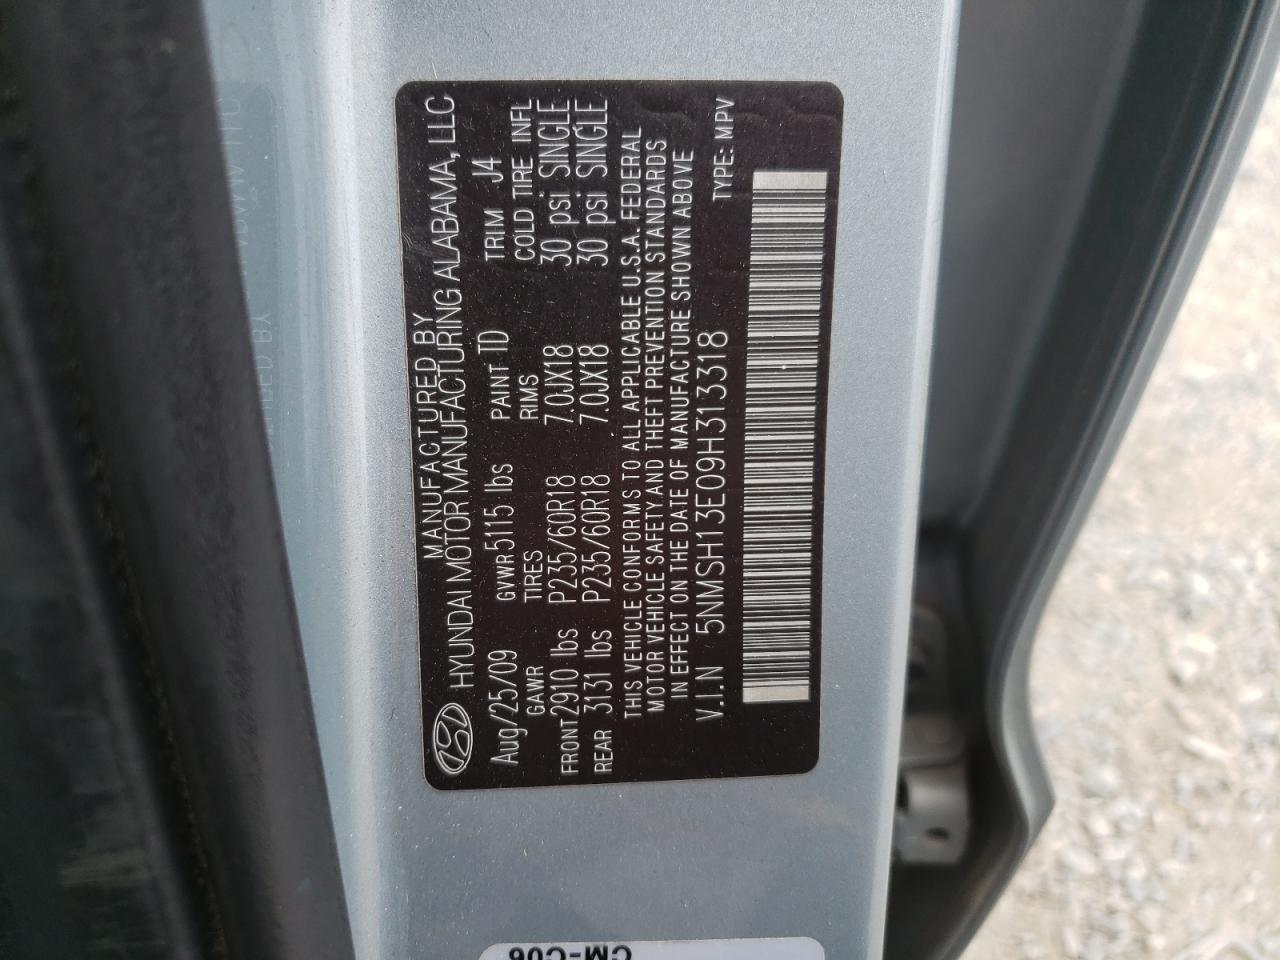 MANUFACTURED BY
HYUNDAI MOTOR MANUFACTURING ALABAMA, LLC
Aug/25/09 GVWR 5115 lbs PAINT TD TRIM J4
GAWR TIRES RIMS COLD TIRE INFL
FRONT 2910 lbs P235/60R18 7.0JX18 30 psi SINGLE
REAR 3131 lbs P235/60R18 7.0JX18 30 psi SINGLE
THIS VEHICLE CONFORMS TO ALL APPLICABLE U.S.A. FEDERAL
MOTOR VEHICLE SAFETY AND THEFT PREVENTION STANDARDS
IN EFFECT ON THE DATE OF MANUFACTURE SHOWN ABOVE
V.I.N 5NMSH13E09H313318
TYPE: MPV
CM-C06